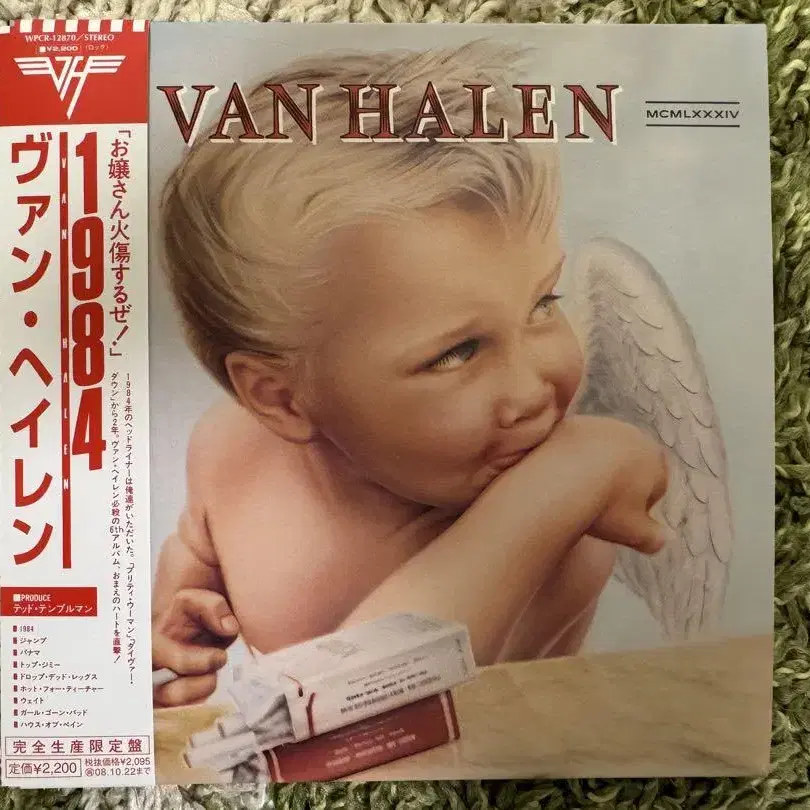 WPCR-12870/STEREO
■¥2,200 (ロック)
VH
1984
VAN HALEN
ヴァン・ヘイレン
「お嬢さん火傷するぜ!」
1984年のヘッドライナーは俺達がいただいた。「プリティ・ウーマン」「ダイヴァー・
ダウン」から2年。ヴァン・ヘイレン必殺の6thアルバム、おまえのハートを直撃!
■PRODUCE
テッド・テンプルマン
■1984
■ジャンプ
■パナマ
■トップ・ジミー
■ドロップ・デッド・レッグス
■ホット・フォー・ティーチャー
■ウェイト
■ガール・ゴーン・バッド
■ハウス・オブ・ペイン
完全生産限定盤
定価¥2,200
税抜価格¥2,095
08.10.22まで
VAN HALEN
MCMLXXXIV